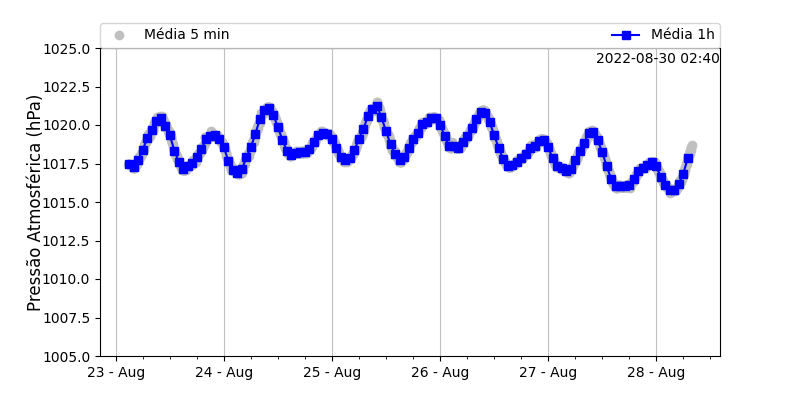 Média 5 min
Média 1h
2022-08-30 02:40
Pressão Atmosférica (hPa)
1025.0
1022.5
1020.0
1017.5
1015.0
1012.5
1010.0
1007.5
1005.0
23 - Aug
24 - Aug
25 - Aug
26 - Aug
27 - Aug
28 - Aug